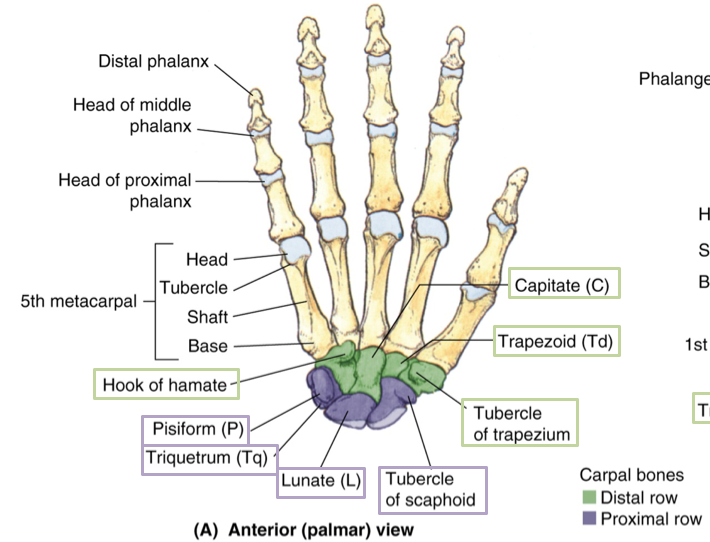 Distal phalanx
Head of middle
phalanx
Head of proximal
phalanx
5th metacarpal
Head
Tubercle
Shaft
Base
Hook of hamate
Pisiform (P)
Triquetrum (Tq)
Lunate (L)
Tubercle
of scaphoid
Capitate (C)
Trapezoid (Td)
Tubercle
of trapezium
Phalange
H
S
B
1st
Carpal bones
Distal row
Proximal row
(A) Anterior (palmar) view